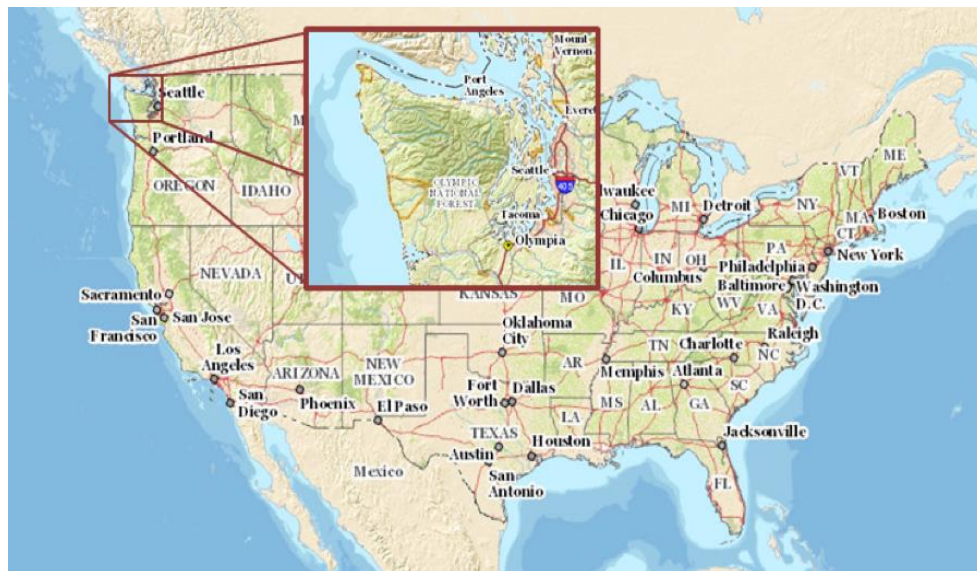 Mount
Vernon
Port
Angeles
Everet
Seattle
405
OLYMPIC
NATIONAL
FOREST
Tacoma
Olympia
Seattle
Portland
OREGON
IDAHO
M
NEVADA
U
Sacramento
San
Francisco
San Jose
Los
Angeles
San
Diego
ARIZONA
Phoenix
NEW
MEXICO
El Paso
Mexico
KANSAS
Oklahoma
City
Fort
Worth
Dallas
TEXAS
Austin
Houston
San
Antonio
MO
AR
LA
MS
AL
GA
TN
Memphis
lwaukee
Chicago
MI
Detroit
IL
IN
OH
Columbus
KY
WV
VA
PA
NY
VT
ME
MA
CT
Boston
New York
Philadelphia
Baltimore
Washington
D.C.
Raleigh
NC
Charlotte
SC
Atlanta
Jacksonville
FL